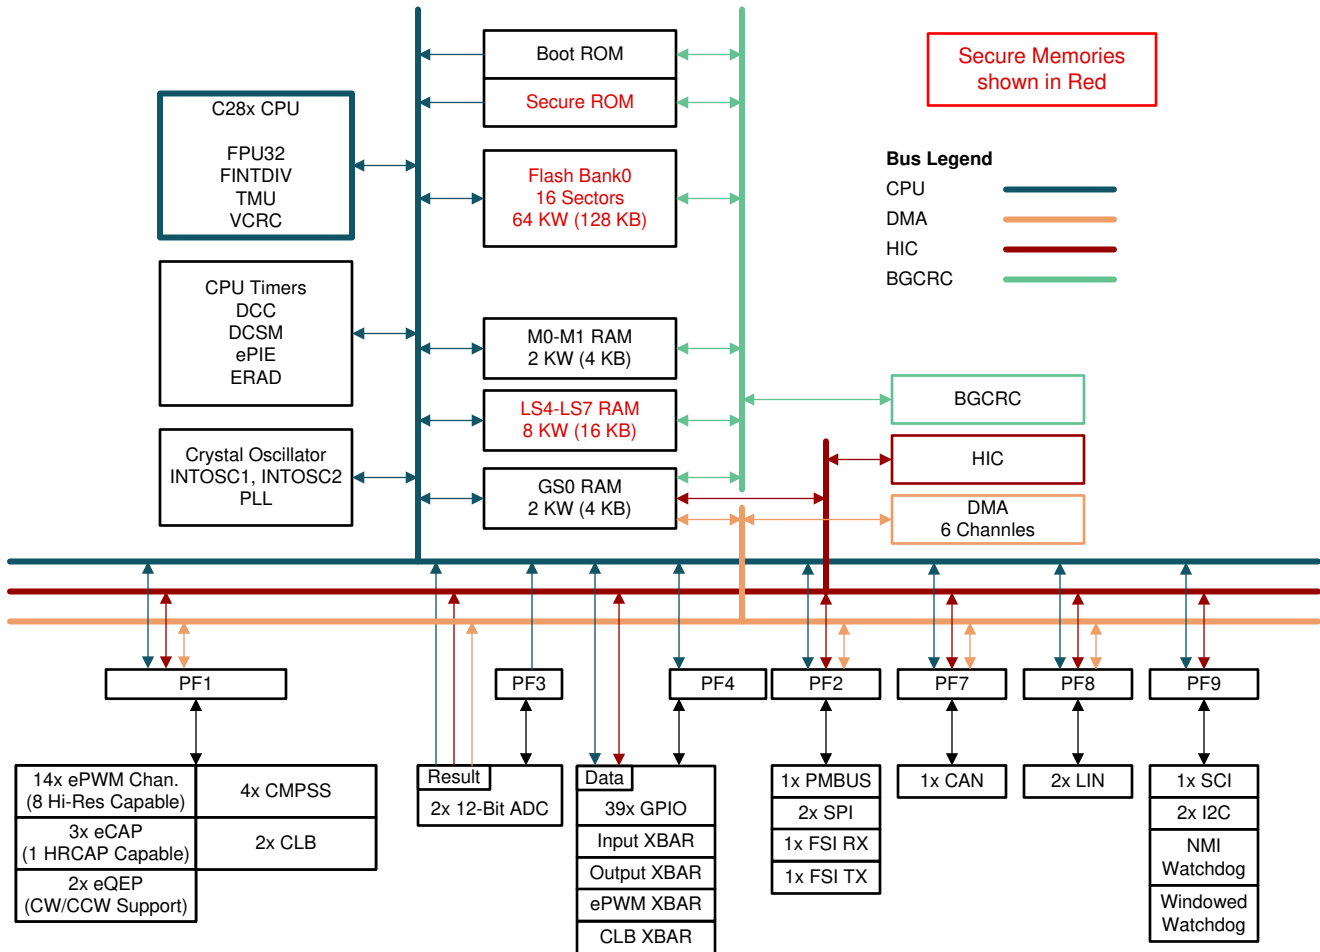 Boot ROM
Secure ROM
Secure Memories
shown in Red
C28x CPU
FPU32
FINTDIV
TMU
VCRC
Flash Bank0
16 Sectors
64 KW (128 KB)
Bus Legend
CPU
DMA
HIC
BGCRC
CPU Timers
DCC
DCSM
ePIE
ERAD
M0-M1 RAM
2 KW (4 KB)
LS4-LS7 RAM
8 KW (16 KB)
BGCRC
Crystal Oscillator
INTOSC1, INTOSC2
PLL
GS0 RAM
2 KW (4 KB)
HIC
DMA
6 Channles
PF1
PF3
PF4
PF2
PF7
PF8
PF9
14x ePWM Chan.
(8 Hi-Res Capable)
4x CMPSS
3x eCAP
(1 HRCAP Capable)
2x CLB
2x eQEP
(CW/CCW Support)
Result
2x 12-Bit ADC
Data
39x GPIO
Input XBAR
Output XBAR
ePWM XBAR
CLB XBAR
1x PMBUS
2x SPI
1x FSI RX
1x FSI TX
1x CAN
2x LIN
1x SCI
2x I2C
NMI
Watchdog
Windowed
Watchdog